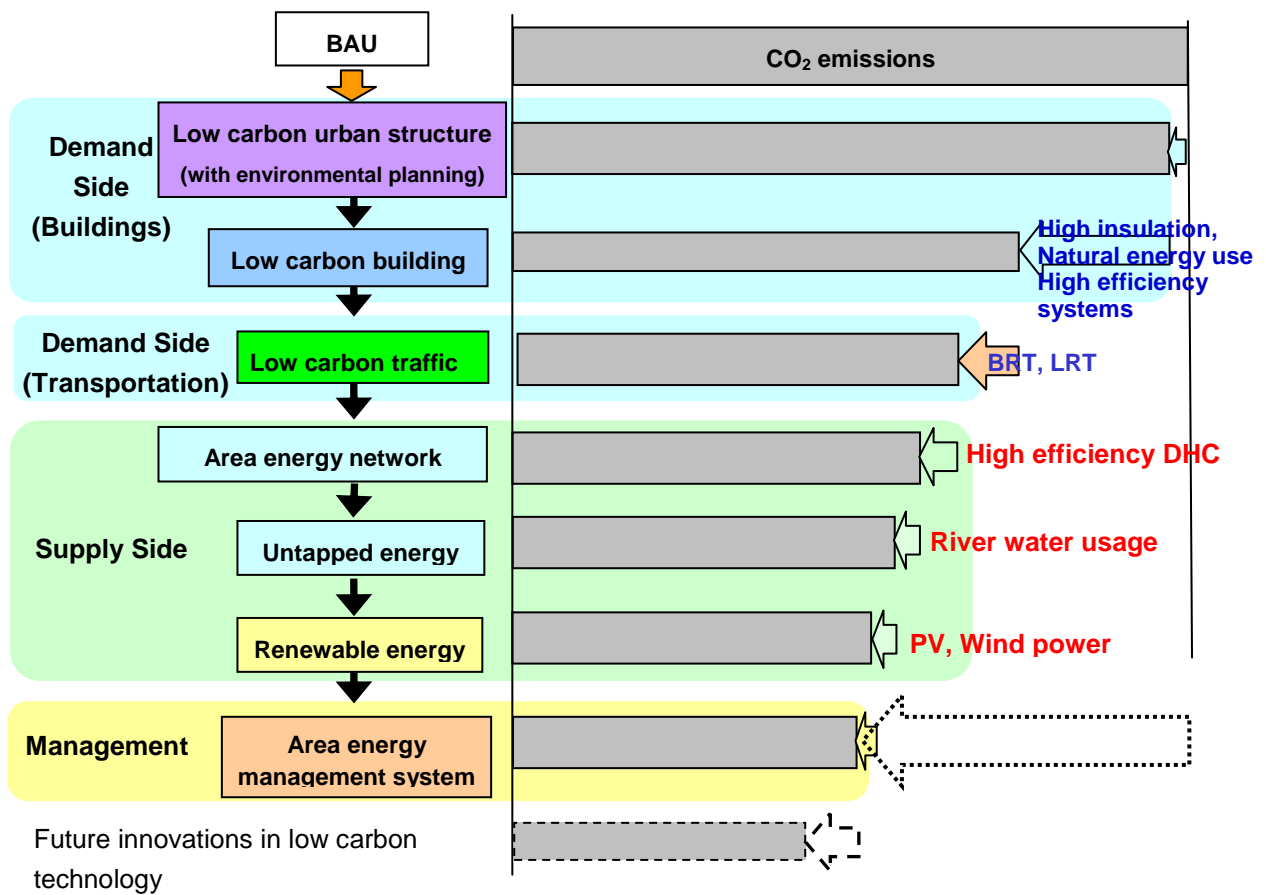 BAU
CO₂ emissions
Demand
Side
(Buildings)
Low carbon urban structure
(with environmental planning)
Low carbon building
High insulation,
Natural energy use
High efficiency
systems
Demand Side
(Transportation)
Low carbon traffic
BRT, LRT
Supply Side
Area energy network
High efficiency DHC
Untapped energy
River water usage
Renewable energy
PV, Wind power
Management
Area energy
management system
Future innovations in low carbon
technology